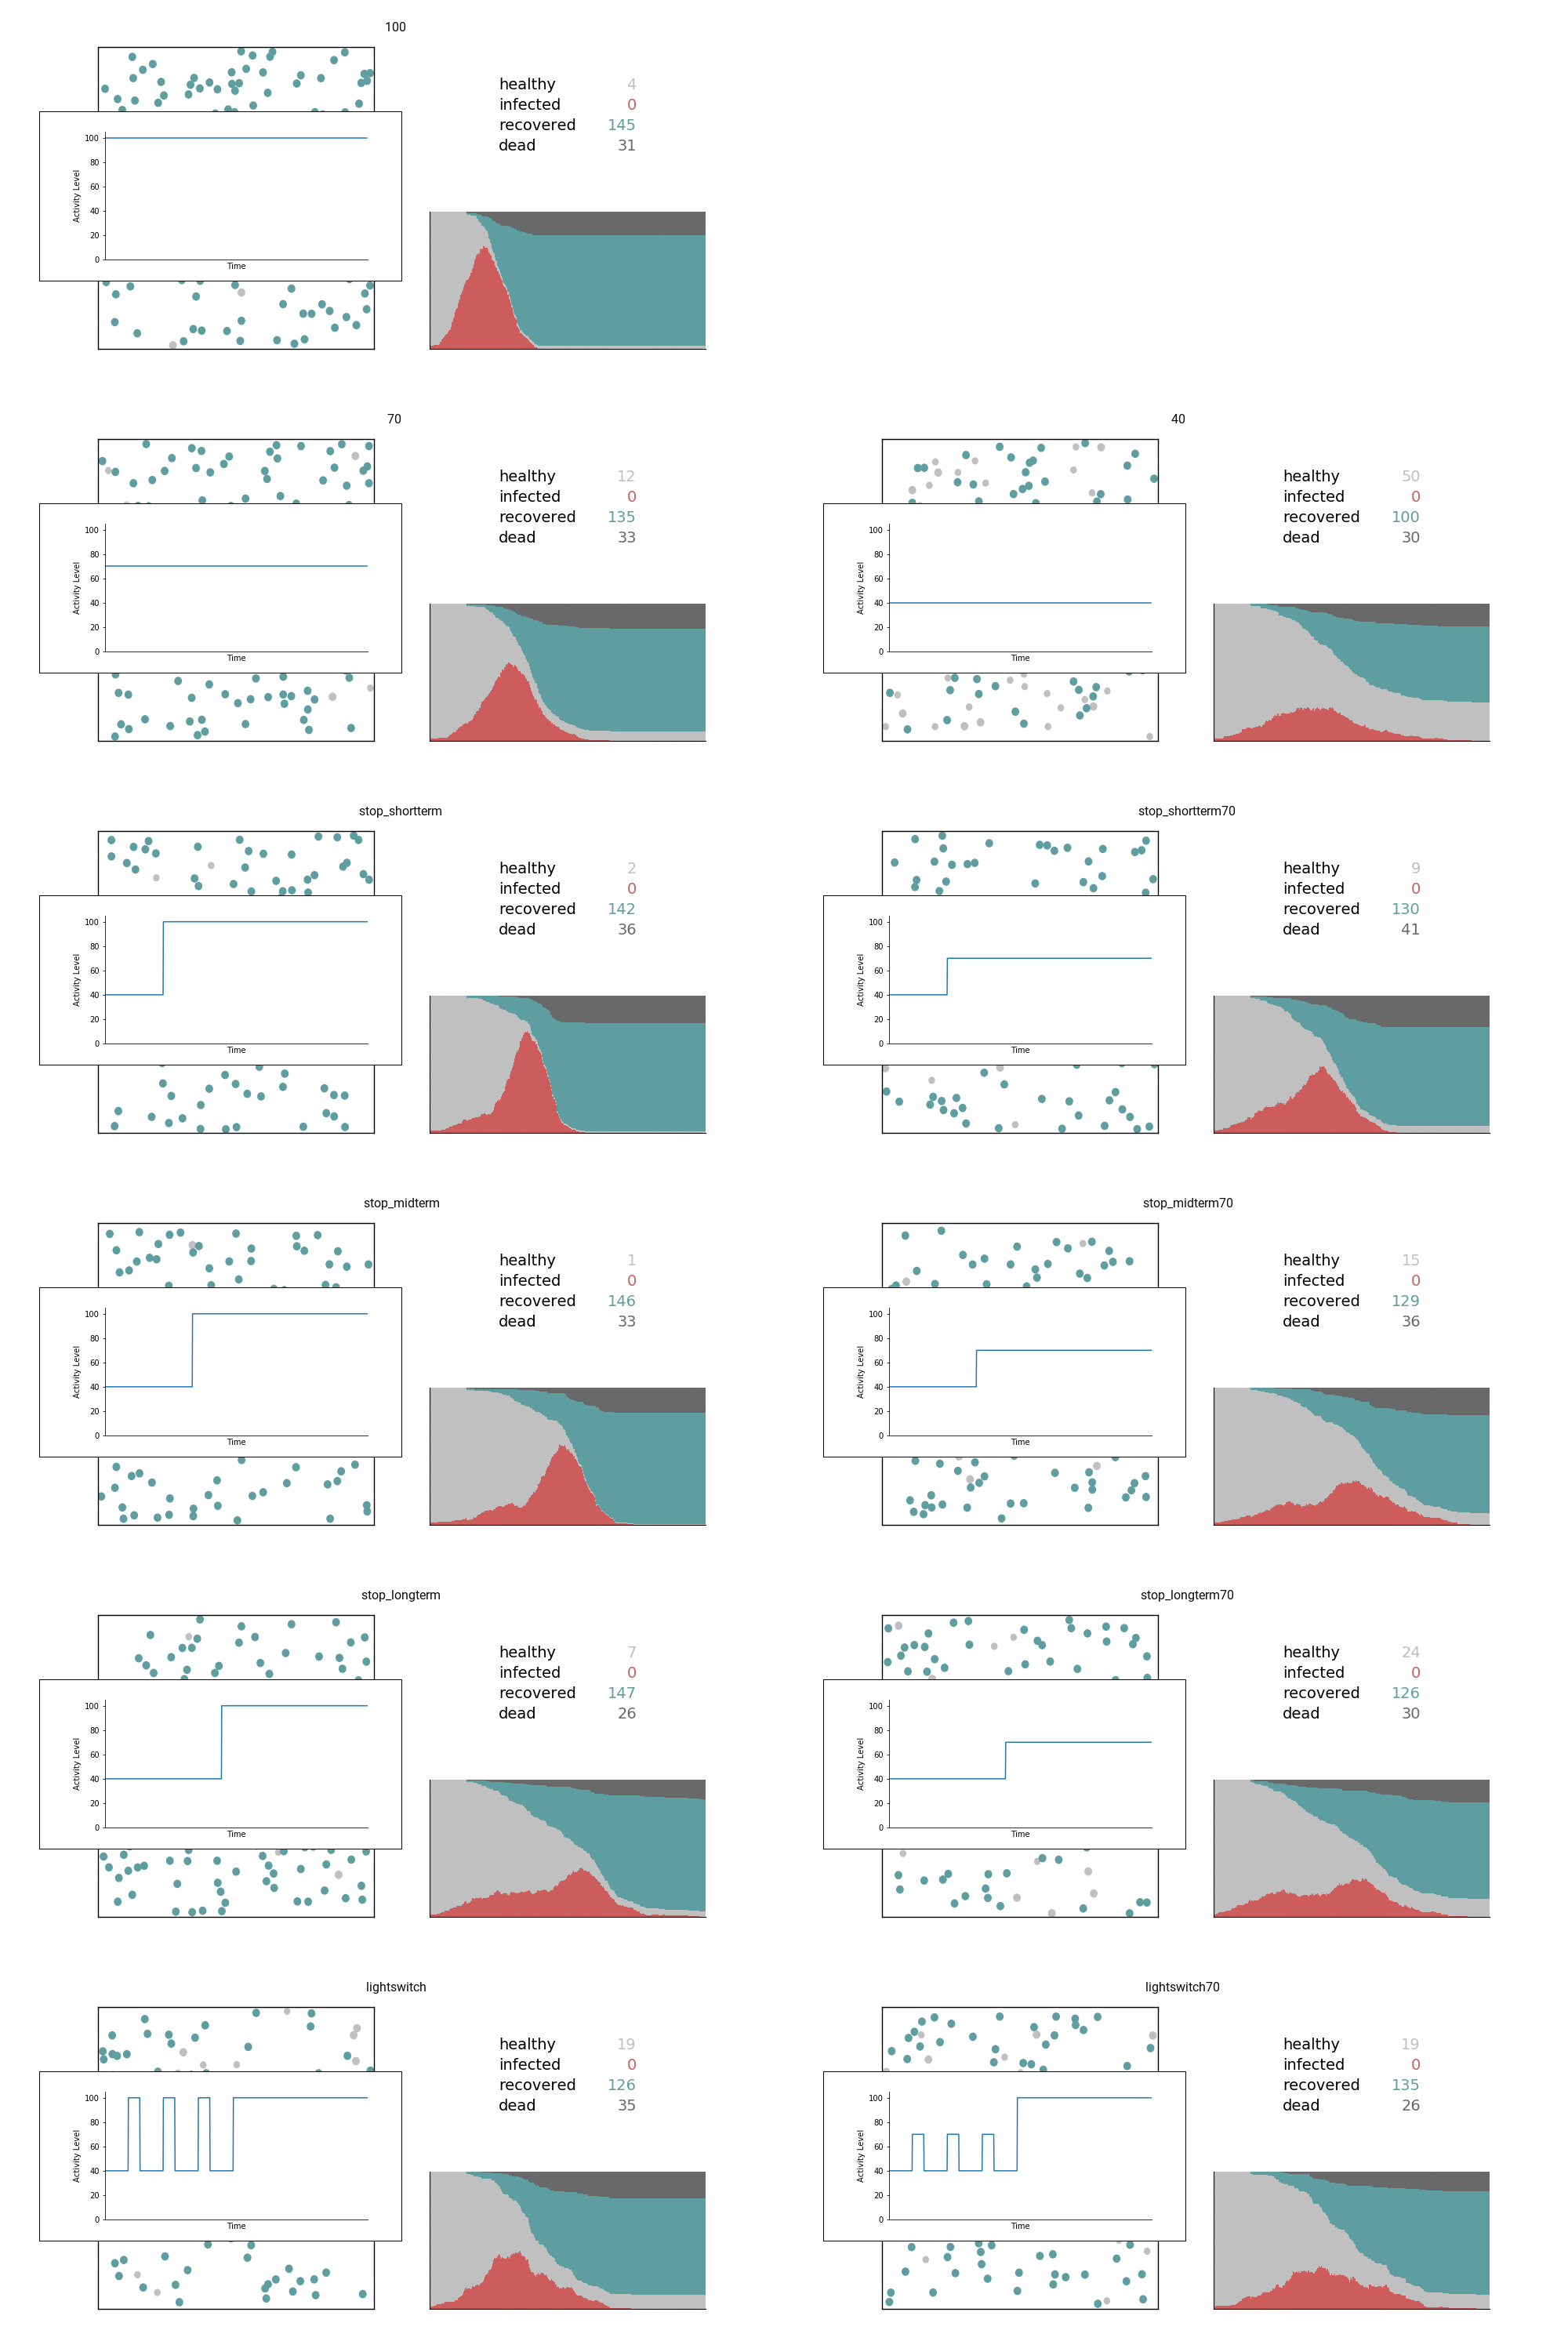 100
healthy 4
infected 0
recovered 145
dead 31
100
80
60
40
20
0
Activity Level
Time
70
healthy 12
infected 0
recovered 135
dead 33
100
80
60
40
20
0
Activity Level
Time
40
healthy 50
infected 0
recovered 100
dead 30
100
80
60
40
20
0
Activity Level
Time
stop_shortterm
healthy 2
infected 0
recovered 142
dead 36
100
80
60
40
20
0
Activity Level
Time
stop_shortterm70
healthy 9
infected 0
recovered 130
dead 41
100
80
60
40
20
0
Activity Level
Time
stop_midterm
healthy 1
infected 0
recovered 146
dead 33
100
80
60
40
20
0
Activity Level
Time
stop_midterm70
healthy 15
infected 0
recovered 129
dead 36
100
80
60
40
20
0
Activity Level
Time
stop_longterm
healthy 7
infected 0
recovered 147
dead 26
100
80
60
40
20
0
Activity Level
Time
stop_longterm70
healthy 24
infected 0
recovered 126
dead 30
100
80
60
40
20
0
Activity Level
Time
lightswitch
healthy 19
infected 0
recovered 126
dead 35
100
80
60
40
20
0
Activity Level
Time
lightswitch70
healthy 19
infected 0
recovered 135
dead 26
100
80
60
40
20
0
Activity Level
Time